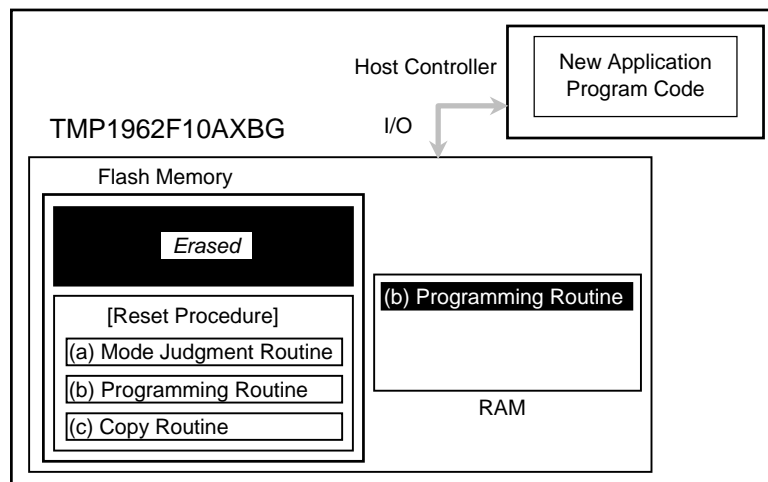 Host Controller
New Application
Program Code
TMP1962F10AXBG
I/O
Flash Memory
Erased
[Reset Procedure]
(a) Mode Judgment Routine
(b) Programming Routine
(c) Copy Routine
(b) Programming Routine
RAM